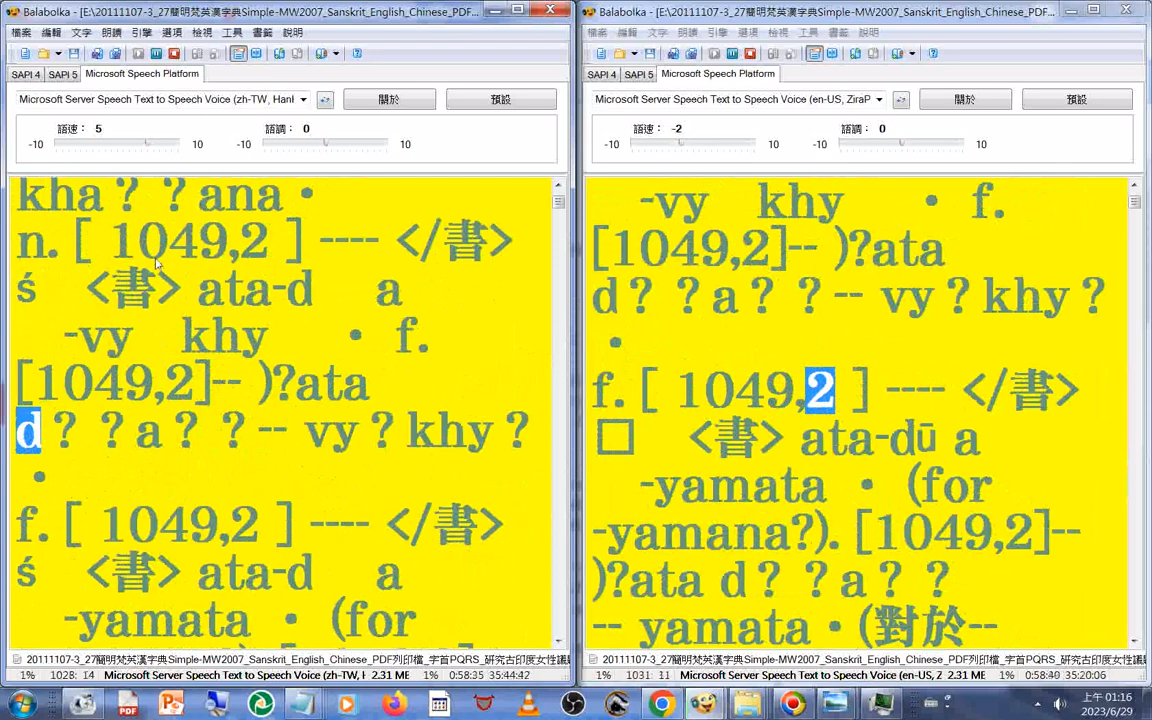 Balabolka - [E:\20111107-3_27簡明梵英漢字典Simple-MW2007_Sanskrit_English_Chinese_PDF...
檔案 編輯 文字 朗讀 引擎 選項 檢視 工具 書籤 說明
SAPI 4 SAPI 5 Microsoft Speech Platform
Microsoft Server Speech Text to Speech Voice (zh-TW, Hanl
關於 預設
語速： 5 語調： 0
-10 10 -10 10
kha？ ？ana •
n. [ 1049,2 ] ---- </書>
ś <書> ata-d a
-vy khy • f.
[1049,2]-- )?ata
d？ ？a？ ？-- vy？khy？
•
f. [ 1049,2 ] ---- </書>
ś <書> ata-d a
-yamata • (for
20111107-3_27簡明梵英漢字典Simple-MW2007_Sanskrit_English_Chinese_PDF列印檔_字首PQRS_研究古印度女性議
1% 1028: 14 Microsoft Server Speech Text to Speech Voice (zh-TW, H 2.31 MB 1% 0:58:35 35:44:42
Balabolka - [E:\20111107-3_27簡明梵英漢字典Simple-MW2007_Sanskrit_English_Chinese_PDF...
檔案 編輯 文字 朗讀 引擎 選項 檢視 工具 書籤 說明
SAPI 4 SAPI 5 Microsoft Speech Platform
Microsoft Server Speech Text to Speech Voice (en-US, ZiraP
關於 預設
語速： -2 語調： 0
-10 10 -10 10
-vy khy • f.
[1049,2]-- )?ata
d？ ？a？ ？-- vy？khy？
•
f. [ 1049,2 ] ---- </書>
□ <書> ata-dū a
-yamata • (for
-yamana?). [1049,2]--
)?ata d？ ？a？ ？
-- yamata•(對於--
20111107-3_27簡明梵英漢字典Simple-MW2007_Sanskrit_English_Chinese_PDF列印檔_字首PQRS_研究古印度女性議
1% 1031: 11 Microsoft Server Speech Text to Speech Voice (en-US, Z 2.31 MB 1% 0:58:40 35:20:06
上午 01:16
2023/6/29